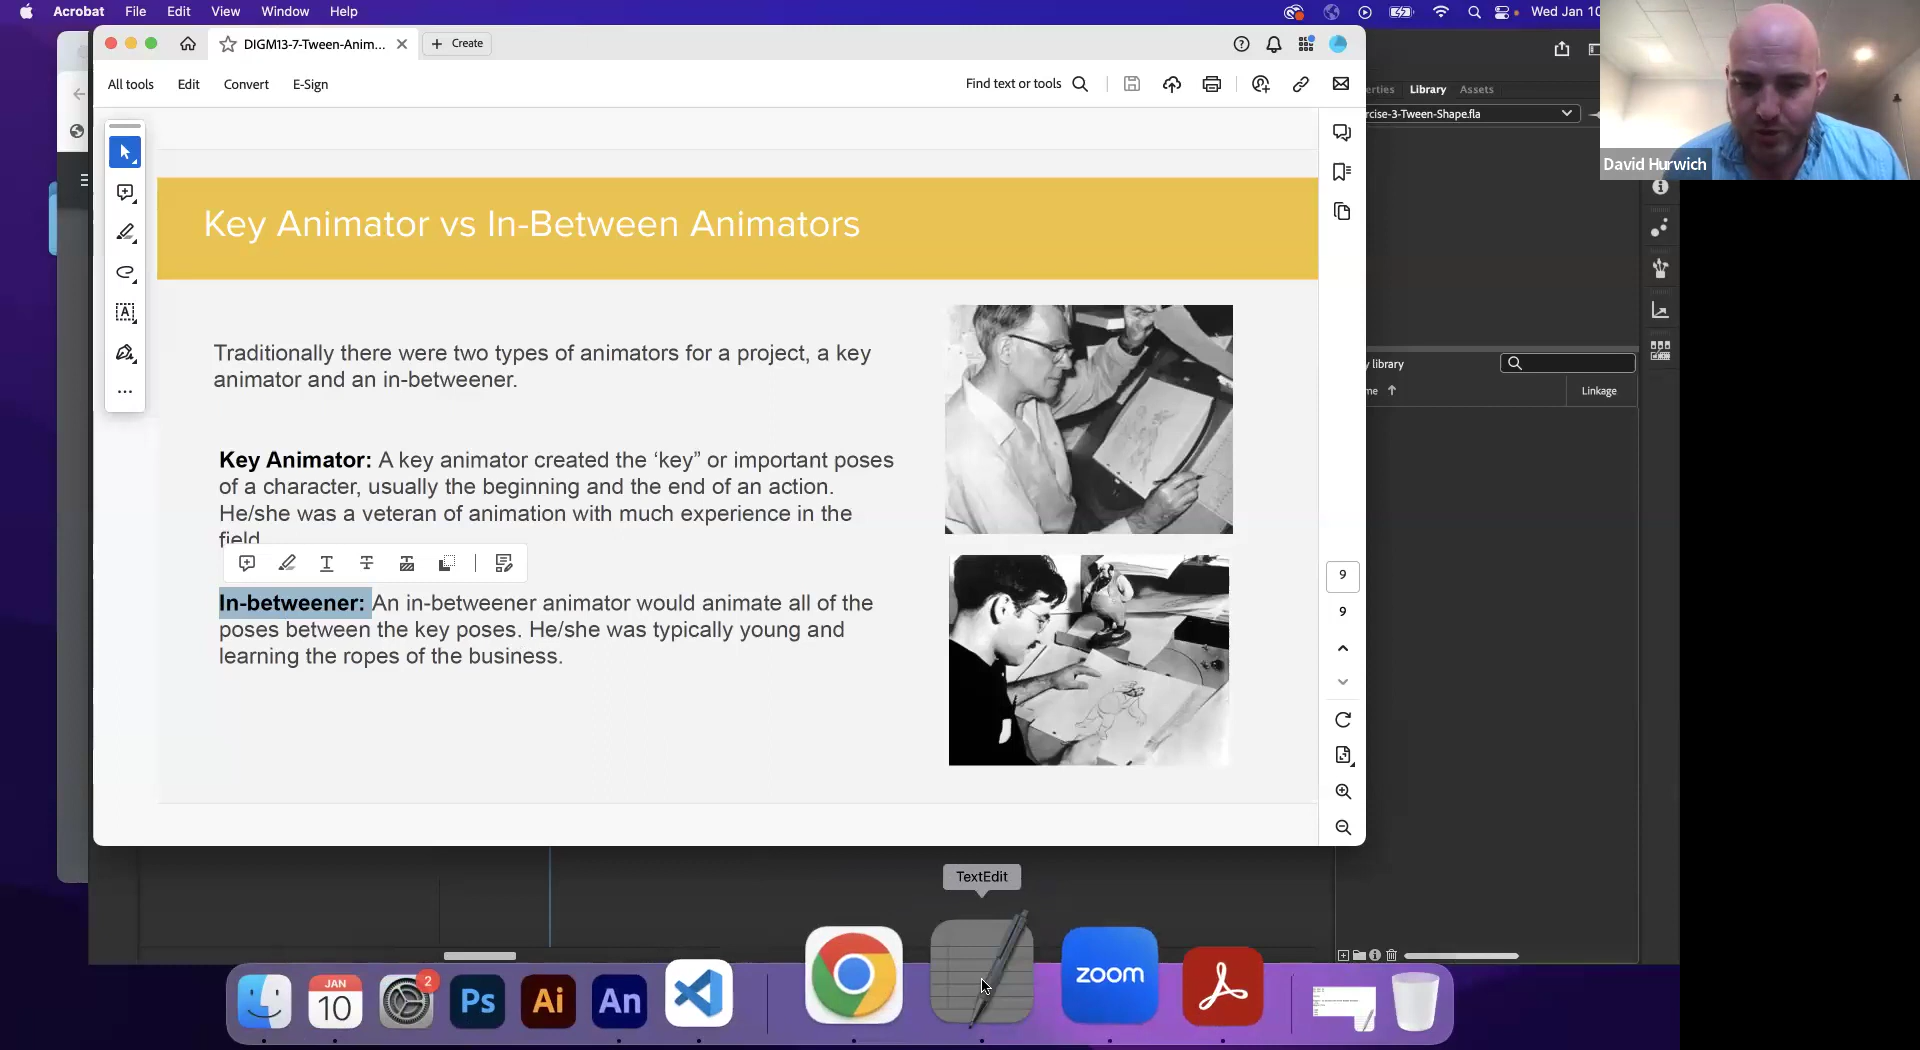 Acrobat File Edit View Window Help
Wed Jan 10
DIGM13-7-Tween-Anim...
Create
All tools Edit Convert E-Sign
Find text or tools
erties Library Assets
rcise-3-Tween-Shape.fla
David Hurwich
Key Animator vs In-Between Animators
Traditionally there were two types of animators for a project, a key
animator and an in-betweener.
y library
me
Linkage
Key Animator: A key animator created the ‘key” or important poses
of a character, usually the beginning and the end of an action.
He/she was a veteran of animation with much experience in the
field.
In-betweener: An in-betweener animator would animate all of the
poses between the key poses. He/she was typically young and
learning the ropes of the business.
9
9
TextEdit
JAN
10
2
Ps
Ai
An
zoom